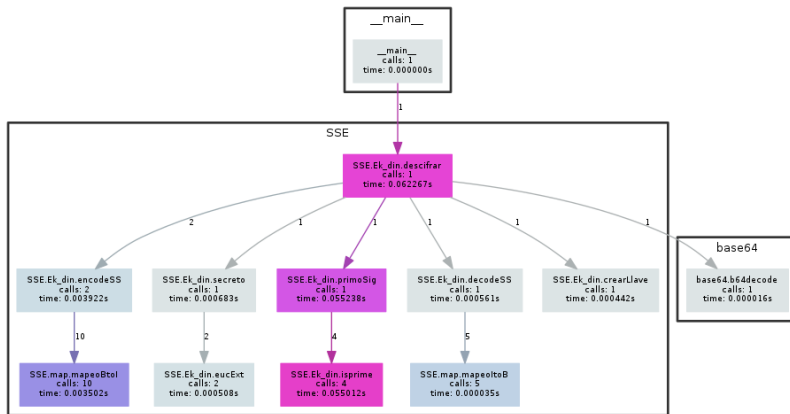 __main__
__main__
calls: 1
time: 0.000000s
1
SSE
SSE.Ek_din.descifrar
calls: 1
time: 0.062267s
2
1
1
1
1
1
base64
SSE.Ek_din.encodeSS
calls: 2
time: 0.003922s
SSE.Ek_din.secreto
calls: 1
time: 0.000683s
SSE.Ek_din.primoSig
calls: 1
time: 0.055238s
SSE.Ek_din.decodeSS
calls: 1
time: 0.000561s
SSE.Ek_din.crearLlave
calls: 1
time: 0.000442s
base64.b64decode
calls: 1
time: 0.000016s
10
2
4
5
SSE.map.mapeoBtoI
calls: 10
time: 0.003502s
SSE.Ek_din.eucExt
calls: 2
time: 0.000508s
SSE.Ek_din.isprime
calls: 4
time: 0.055012s
SSE.map.mapeoItoB
calls: 5
time: 0.000035s